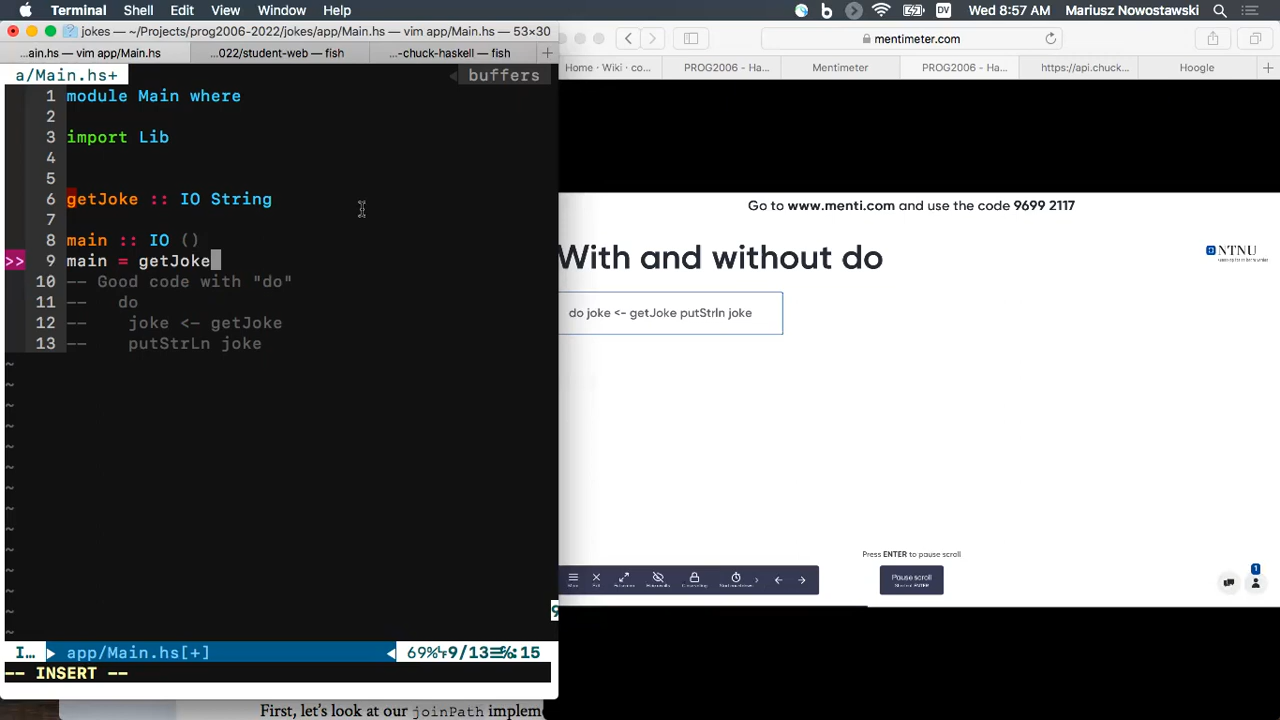 Terminal Shell Edit View Window Help
DV Wed 8:57 AM Mariusz Nowostawski
jokes — ~/Projects/prog2006-2022/jokes/app/Main.hs — vim app/Main.hs — 53×30
...ain.hs — vim app/Main.hs ...022/student-web — fish ...-chuck-haskell — fish
a/Main.hs+ buffers
1 module Main where
2
3 import Lib
4
5
6 getJoke :: IO String
7
8 main :: IO ()
>> 9 main = getJoke
10 -- Good code with "do"
11 -- do
12 -- joke <- getJoke
13 -- putStrLn joke
~
~
~
~
~
~
~
~
~
~
~
~
~
~
I... app/Main.hs[+] 69% 9/13 :15
-- INSERT --
First, let's look at our joinPath impleme
mentimeter.com
Home · Wiki · co... PROG2006 - Ha... Mentimeter PROG2006 - Ha... https://api.chuck... Hoogle
Go to www.menti.com and use the code 9699 2117
With and without do
NTNU
do joke <- getJoke putStrln joke
Press ENTER to pause scroll
Pause scroll
1